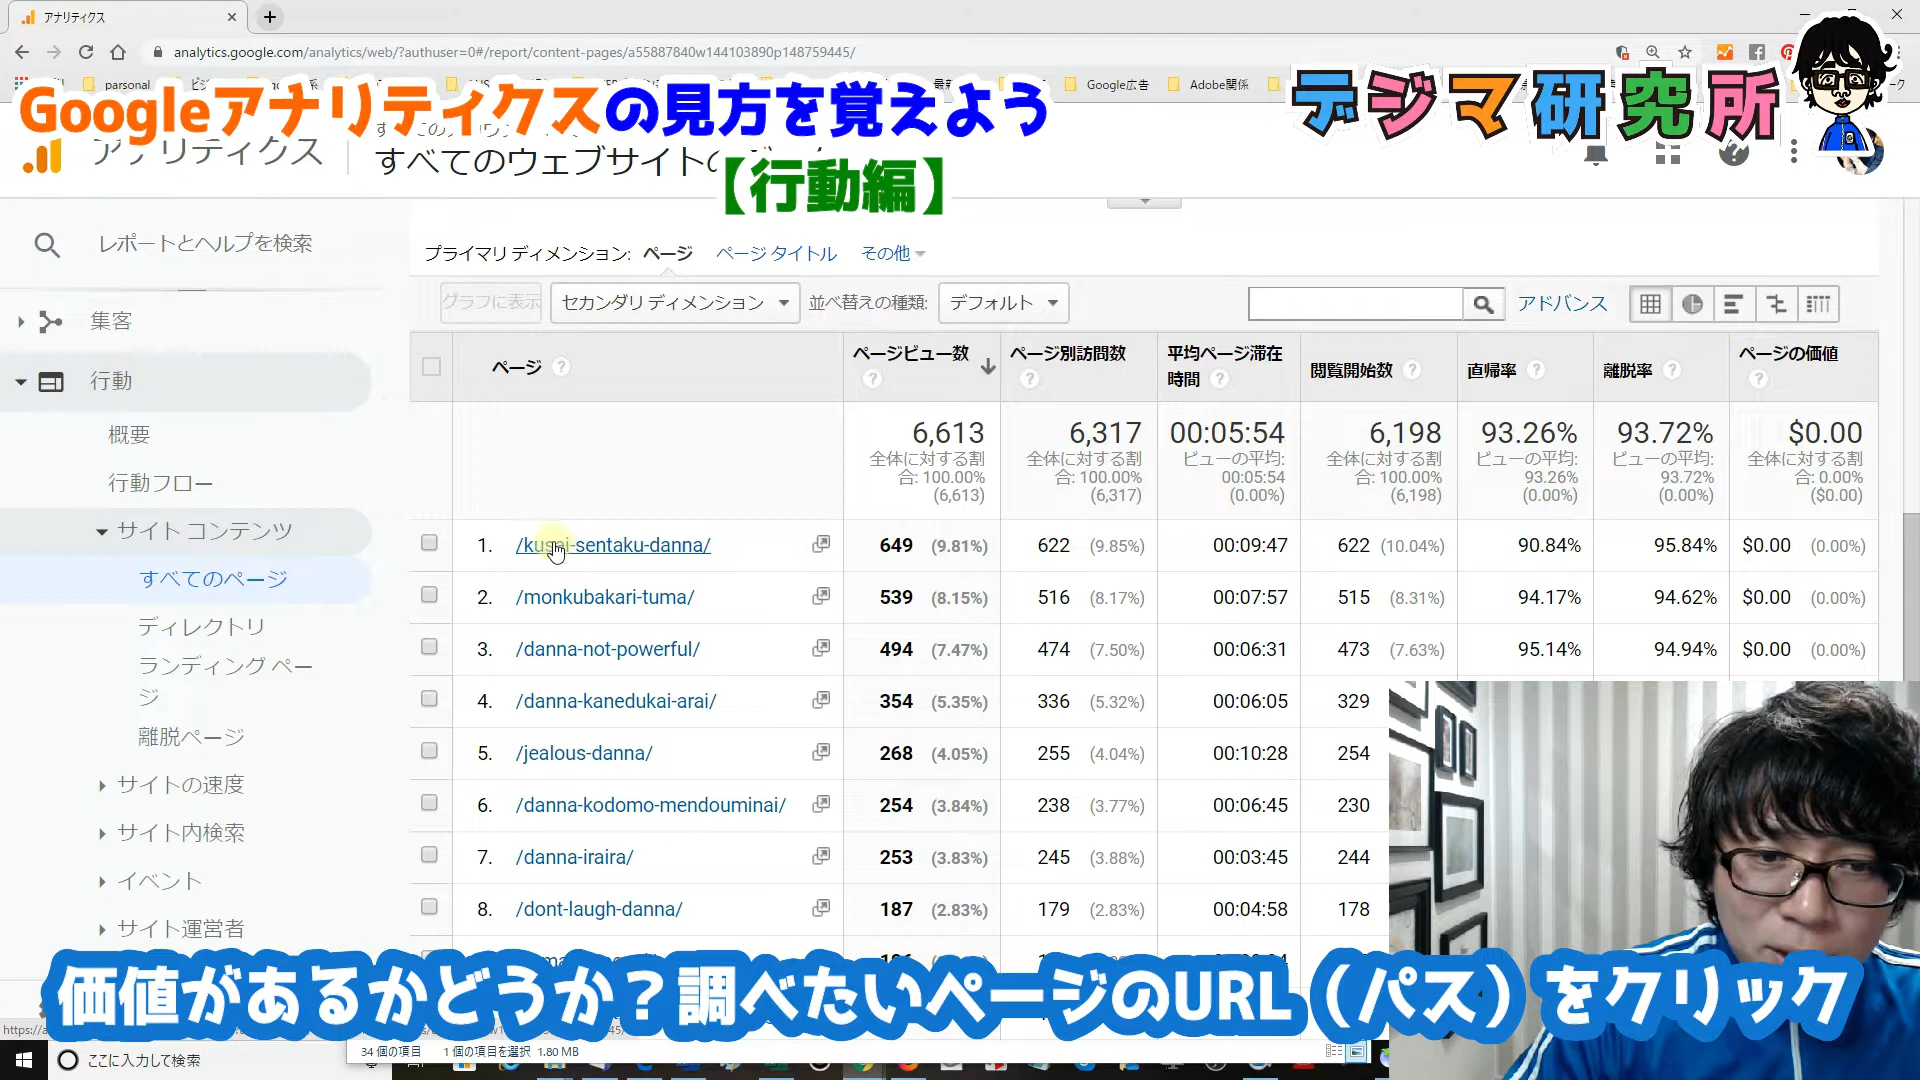 アナリティクス
analytics.google.com/analytics/web/?authuser=0#/report/content-pages/a55887840w144103890p148759445/
parsonal
Google広告
Adobe関係
Googleアナリティクスの見方を覚えよう
【行動編】
デジマ研究所
アナリティクス
すべてのウェブサイトの
レポートとヘルプを検索
集客
行動
概要
行動フロー
サイト コンテンツ
すべてのページ
ディレクトリ
ランディング ペー
ジ
離脱ページ
サイトの速度
サイト内検索
イベント
サイト運営者
プライマリ ディメンション: ページ ページ タイトル その他
グラフに表示 セカンダリ ディメンション 並べ替えの種類: デフォルト アドバンス
ページ ページビュー数 ページ別訪問数 平均ページ滞在時間 閲覧開始数 直帰率 離脱率 ページの価値
6,613 6,317 00:05:54 6,198 93.26% 93.72% $0.00
全体に対する割 全体に対する割 ビューの平均: 全体に対する割 ビューの平均: ビューの平均: 全体に対する割
合: 100.00% 合: 100.00% 00:05:54 合: 100.00% 93.26% 93.72% 合: 0.00%
(6,613) (6,317) (0.00%) (6,198) (0.00%) (0.00%) ($0.00)
1. /kusai-sentaku-danna/ 649 (9.81%) 622 (9.85%) 00:09:47 622 (10.04%) 90.84% 95.84% $0.00 (0.00%)
2. /monkubakari-tuma/ 539 (8.15%) 516 (8.17%) 00:07:57 515 (8.31%) 94.17% 94.62% $0.00 (0.00%)
3. /danna-not-powerful/ 494 (7.47%) 474 (7.50%) 00:06:31 473 (7.63%) 95.14% 94.94% $0.00 (0.00%)
4. /danna-kanedukai-arai/ 354 (5.35%) 336 (5.32%) 00:06:05 329
5. /jealous-danna/ 268 (4.05%) 255 (4.04%) 00:10:28 254
6. /danna-kodomo-mendouminai/ 254 (3.84%) 238 (3.77%) 00:06:45 230
7. /danna-iraira/ 253 (3.83%) 245 (3.88%) 00:03:45 244
8. /dont-laugh-danna/ 187 (2.83%) 179 (2.83%) 00:04:58 178
価値があるかどうか？調べたいページのURL（パス）をクリック
ここに入力して検索
34 個の項目 1 個の項目を選択 1.80 MB